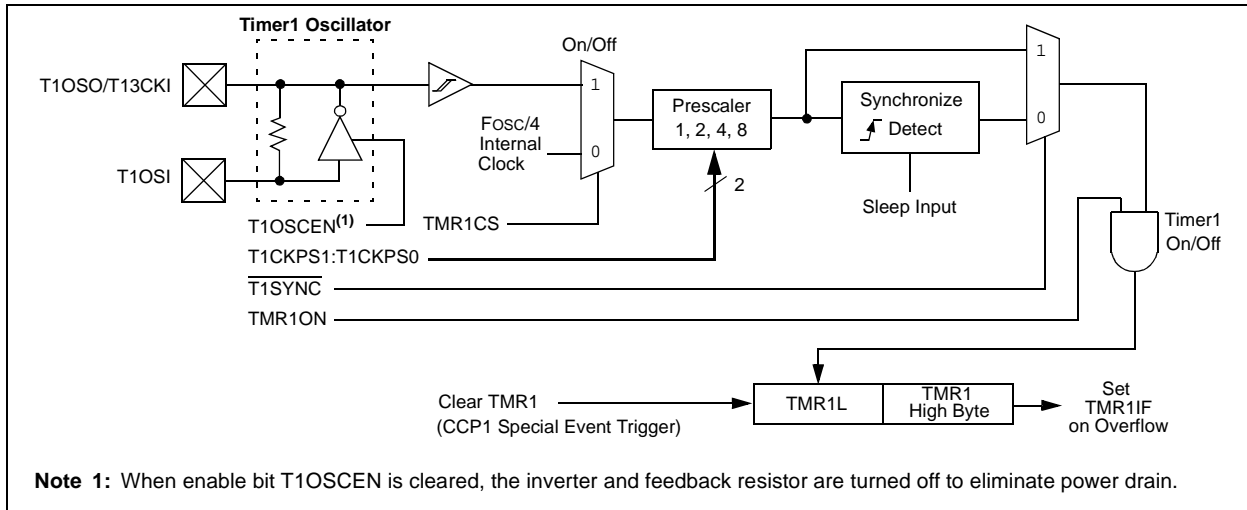 Timer1 Oscillator
On/Off
T1OSO/T13CKI
1
1
FOSC/4
Internal
Clock
0
Prescaler
1, 2, 4, 8
Synchronize
Detect
0
T1OSI
2
Sleep Input
T1OSCEN(1)
TMR1CS
Timer1
On/Off
T1CKPS1:T1CKPS0
T1SYNC
TMR1ON
Clear TMR1
(CCP1 Special Event Trigger)
TMR1L
TMR1
High Byte
Set
TMR1IF
on Overflow
Note 1: When enable bit T1OSCEN is cleared, the inverter and feedback resistor are turned off to eliminate power drain.